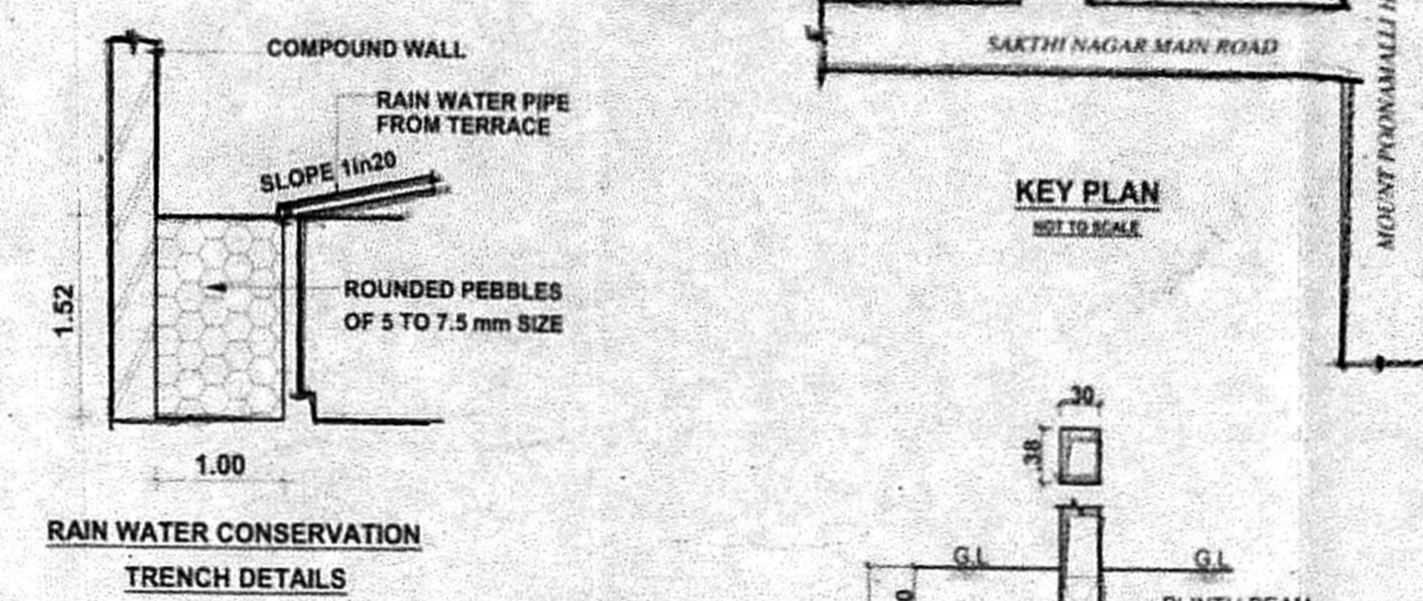 COMPOUND WALL
RAIN WATER PIPE
FROM TERRACE
SLOPE 1in20
1.52
ROUNDED PEBBLES
OF 5 TO 7.5 mm SIZE
1.00
RAIN WATER CONSERVATION
TRENCH DETAILS
SAKTHI NAGAR MAIN ROAD
MOUNT POONAMALLI
KEY PLAN
NOT TO SCALE
.30
.38
G.L
G.L